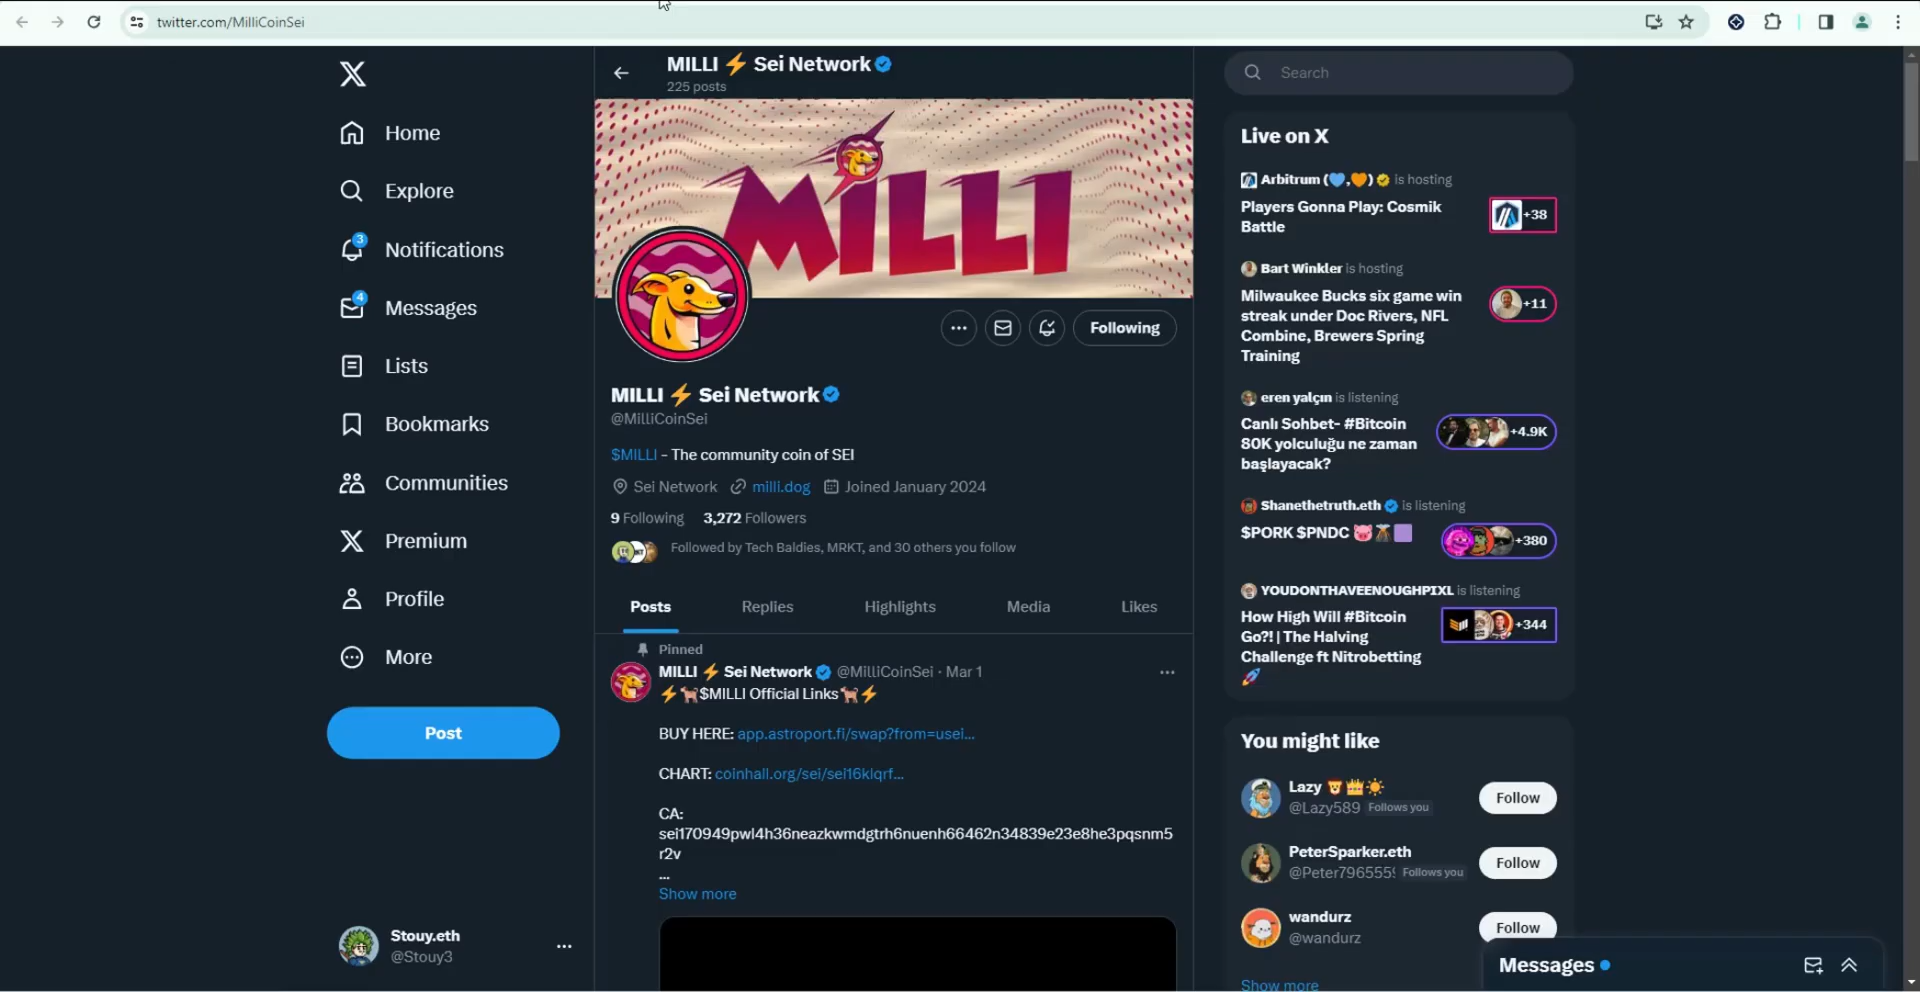 twitter.com/MilliCoinSei
Home
Explore
3
Notifications
4
Messages
Lists
Bookmarks
Communities
Premium
Profile
More
Post
Stouy.eth
@Stouy3
MILLI ⚡ Sei Network
225 posts
MILLI
Following
MILLI ⚡ Sei Network
@MilliCoinSei
$MILLI - The community coin of SEI
Sei Network milli.dog Joined January 2024
9 Following 3,272 Followers
Followed by Tech Baldies, MRKT, and 30 others you follow
Posts Replies Highlights Media Likes
Pinned
MILLI ⚡ Sei Network @MilliCoinSei · Mar 1
⚡🐕$MILLI Official Links🐕⚡
BUY HERE: app.astroport.fi/swap?from=usei...
CHART: coinhall.org/sei/sei16klqrf...
CA:
sei170949pwl4h36neazkwmdgtrh6nuenh66462n34839e23e8he3pqsnm5
r2v
...
Show more
Search
Live on X
Arbitrum (💙,🧡) is hosting
Players Gonna Play: Cosmik
Battle
+38
Bart Winkler is hosting
Milwaukee Bucks six game win
streak under Doc Rivers, NFL
Combine, Brewers Spring
Training
+11
eren yalçın is listening
Canlı Sohbet- #Bitcoin
80K yolculuğu ne zaman
başlayacak?
+4.9K
Shanethetruth.eth is listening
$PORK $PNDC 🐷🌋🟪
+380
YOUDONTHAVEENOUGHPIXL is listening
How High Will #Bitcoin
Go?! | The Halving
Challenge ft Nitrobetting
🚀
+344
You might like
Lazy 🦁👑☀️
@Lazy589 Follows you
Follow
PeterSparker.eth
@Peter7965559 Follows you
Follow
wandurz
@wandurz
Follow
Show more
Messages